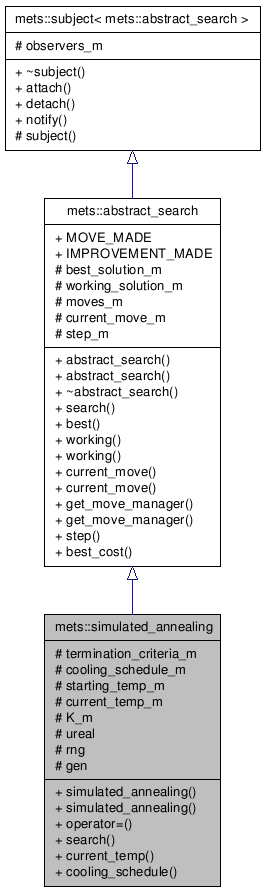 mets::subject< mets::abstract_search >
# observers_m
+ ~subject()
+ attach()
+ detach()
+ notify()
# subject()
mets::abstract_search
+ MOVE_MADE
+ IMPROVEMENT_MADE
# best_solution_m
# working_solution_m
# moves_m
# current_move_m
# step_m
+ abstract_search()
+ abstract_search()
+ ~abstract_search()
+ search()
+ best()
+ working()
+ working()
+ current_move()
+ current_move()
+ get_move_manager()
+ get_move_manager()
+ step()
+ best_cost()
mets::simulated_annealing
# termination_criteria_m
# cooling_schedule_m
# starting_temp_m
# current_temp_m
# K_m
# ureal
# rng
# gen
+ simulated_annealing()
+ simulated_annealing()
+ operator=()
+ search()
+ current_temp()
+ cooling_schedule()